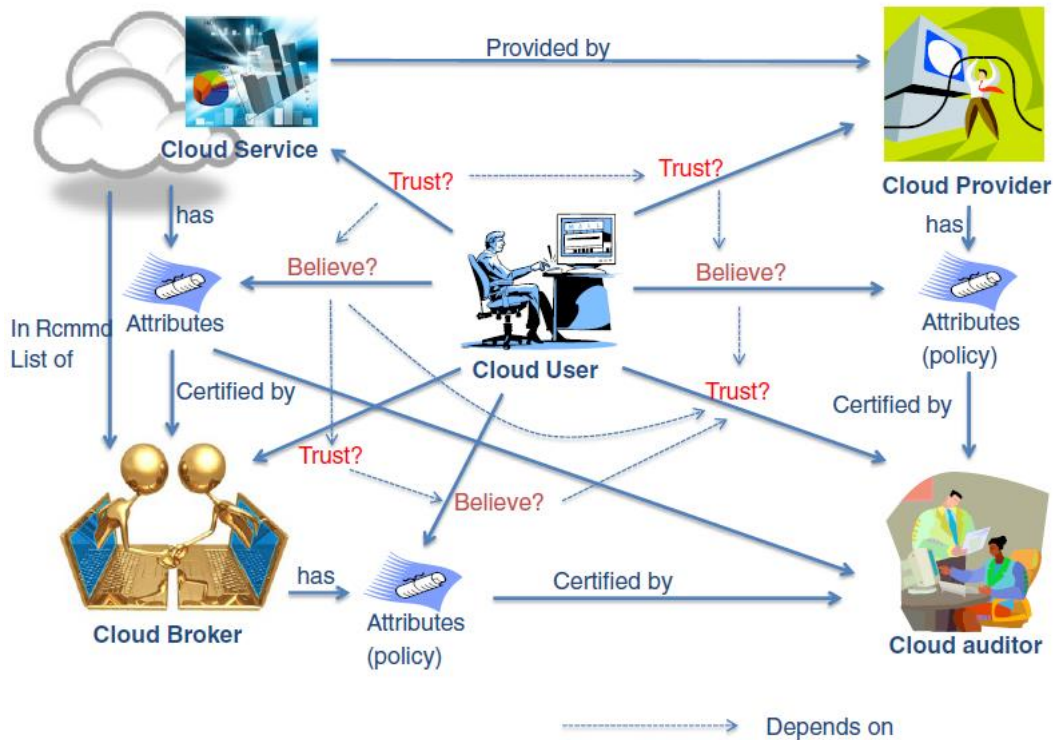 Provided by
Cloud Service
Cloud Provider
Trust?
Trust?
has
has
Believe?
Believe?
In Rcmmd
List of
Attributes
Attributes
(policy)
Cloud User
Certified by
Trust?
Certified by
Trust?
Believe?
has
Certified by
Cloud Broker
Attributes
(policy)
Cloud auditor
Depends on